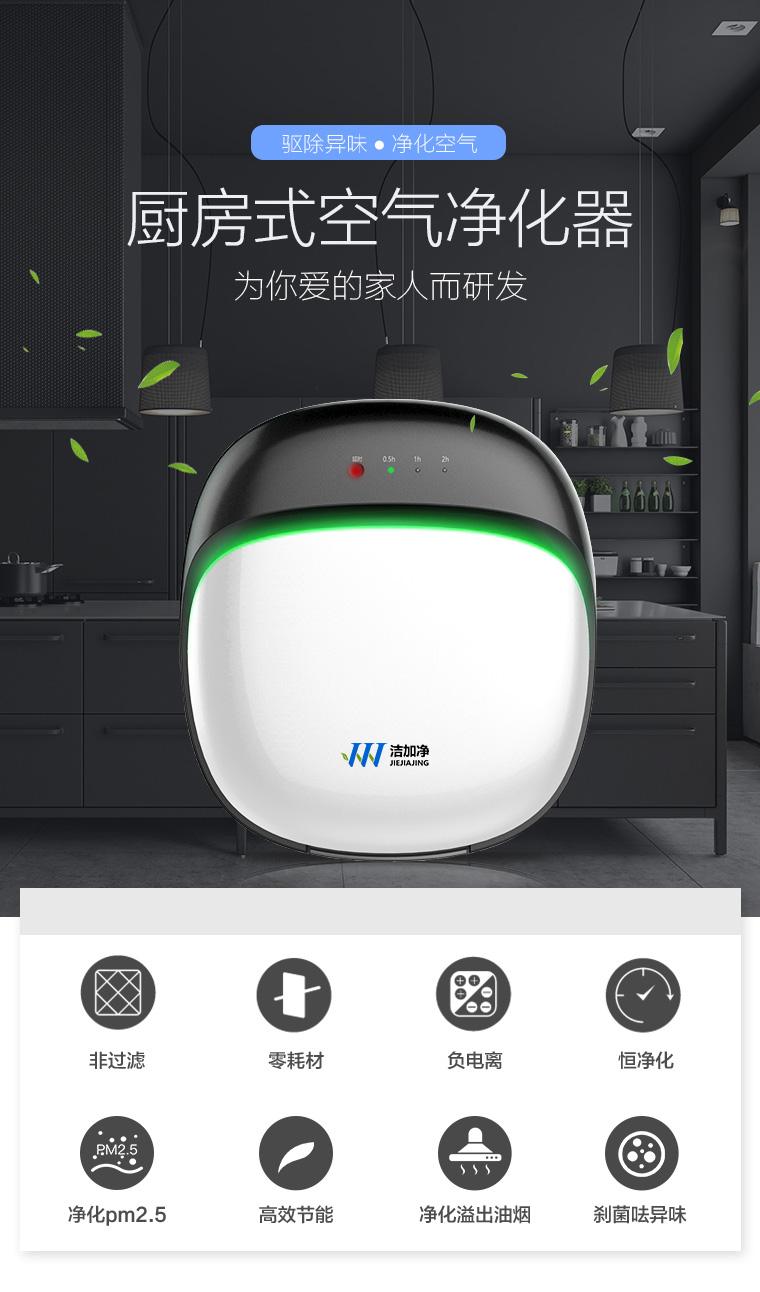 驱除异味 ● 净化空气
厨房式空气净化器
为你爱的家人而研发
0.5h 1h 2h
洁加净
JIEJIAJING
非过滤 零耗材 负电离 恒净化
PM2.5
净化pm2.5 高效节能 净化溢出油烟 刹菌呿异味